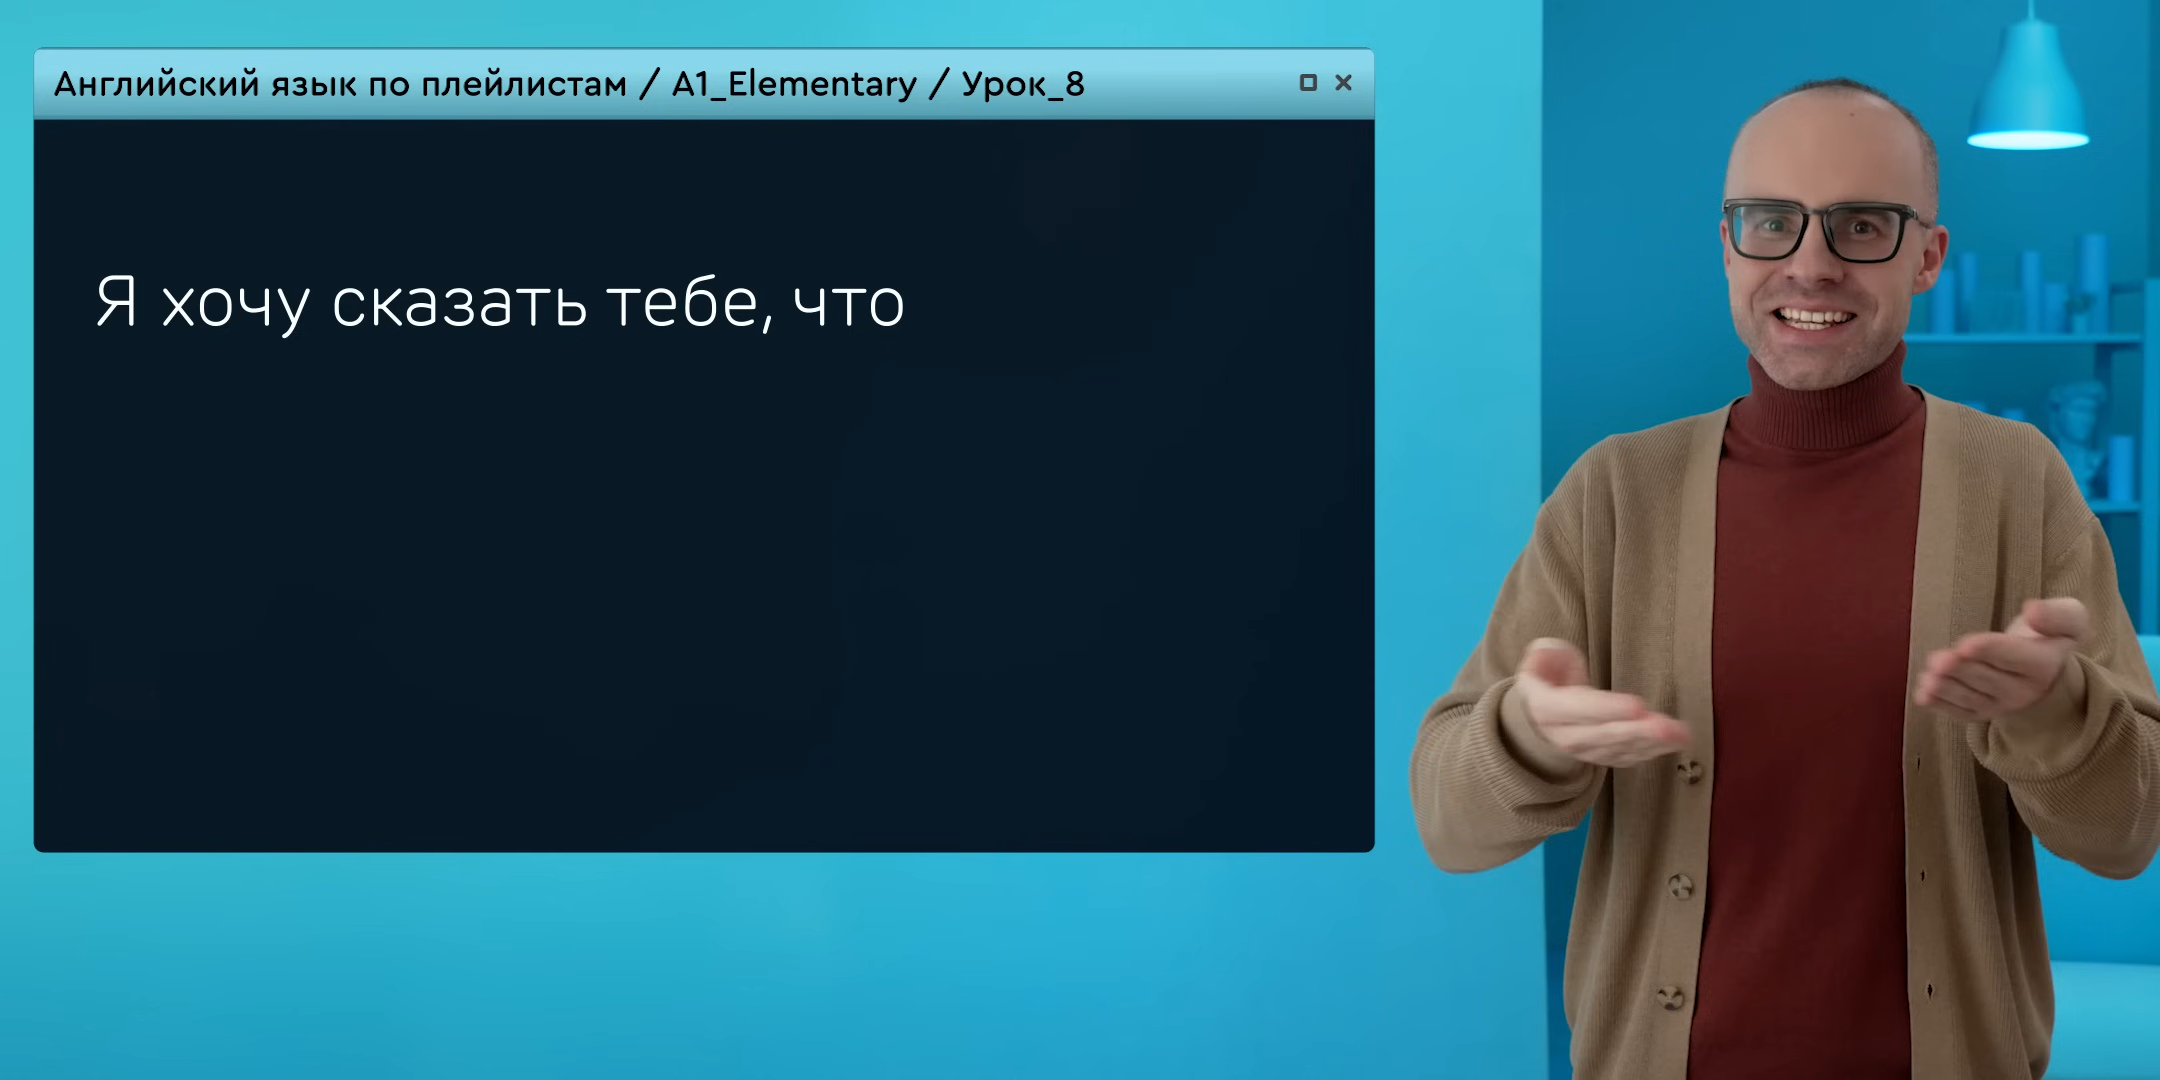 Английский язык по плейлистам / A1_Elementary / Урок_8
Я хочу сказать тебе, что